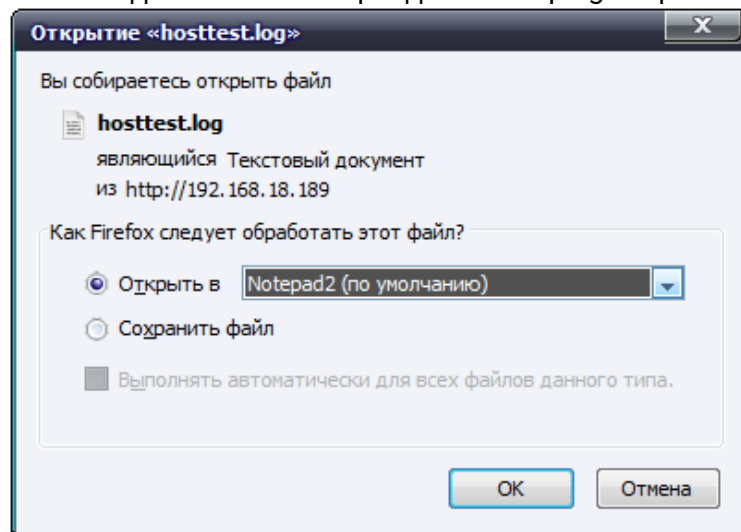 Открытие «hosttest.log»
X
Вы собираетесь открыть файл
hosttest.log
являющийся Текстовый документ
из http://192.168.18.189
Как Firefox следует обработать этот файл?
Открыть в Notepad2 (по умолчанию)
Сохранить файл
Выполнять автоматически для всех файлов данного типа.
OK Отмена